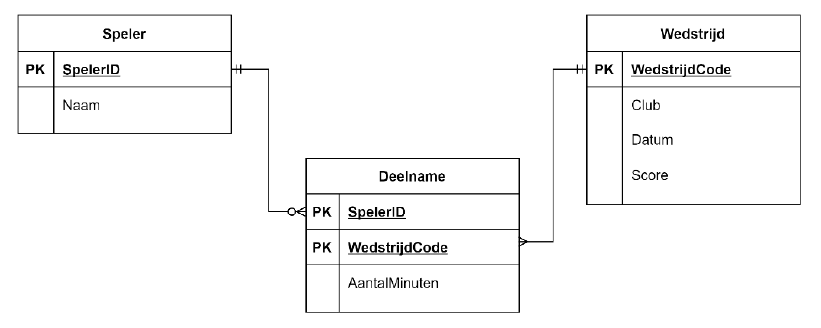 Speler
PK SpelerID
Naam
Wedstrijd
PK WedstrijdCode
Club
Datum
Score
Deelname
PK SpelerID
PK WedstrijdCode
AantalMinuten